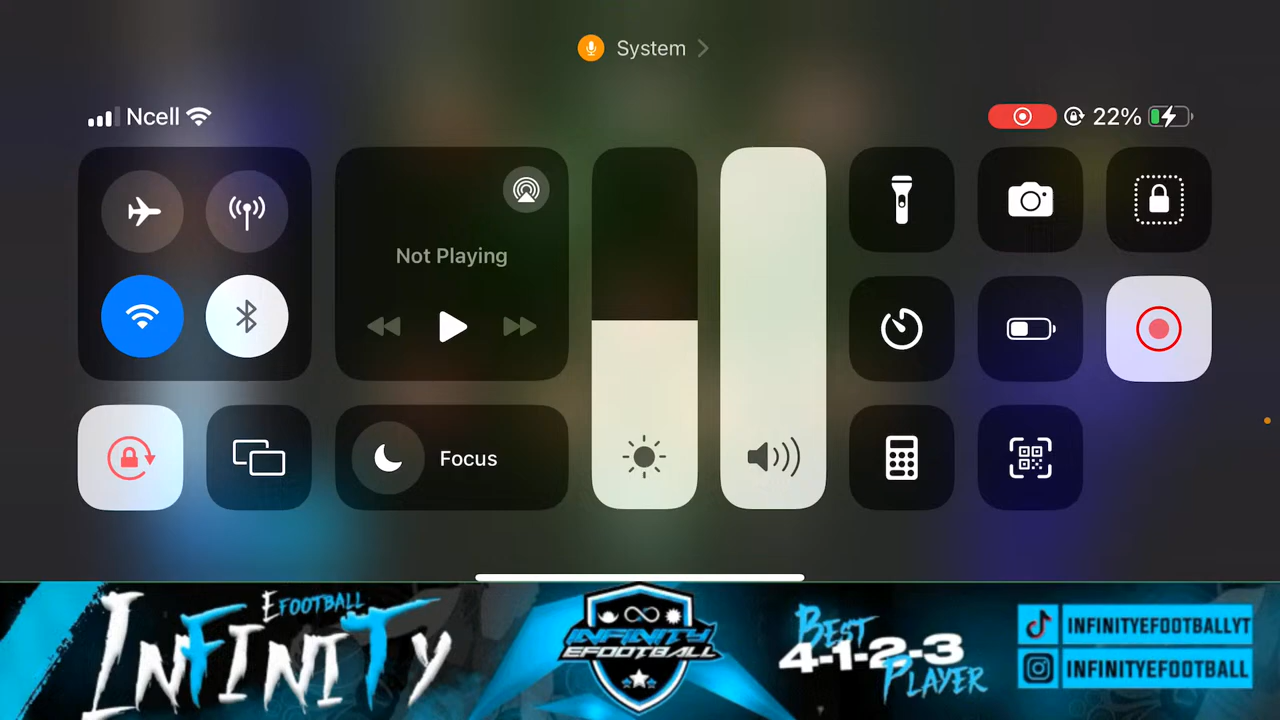 System
Ncell
22%
Not Playing
Focus
EFOOTBALL
INFINITY
INFINITY
EFOOTBALL
BEST
4-1-2-3
PLAYER
INFINITYEFOOTBALLYT
INFINITYEFOOTBALL